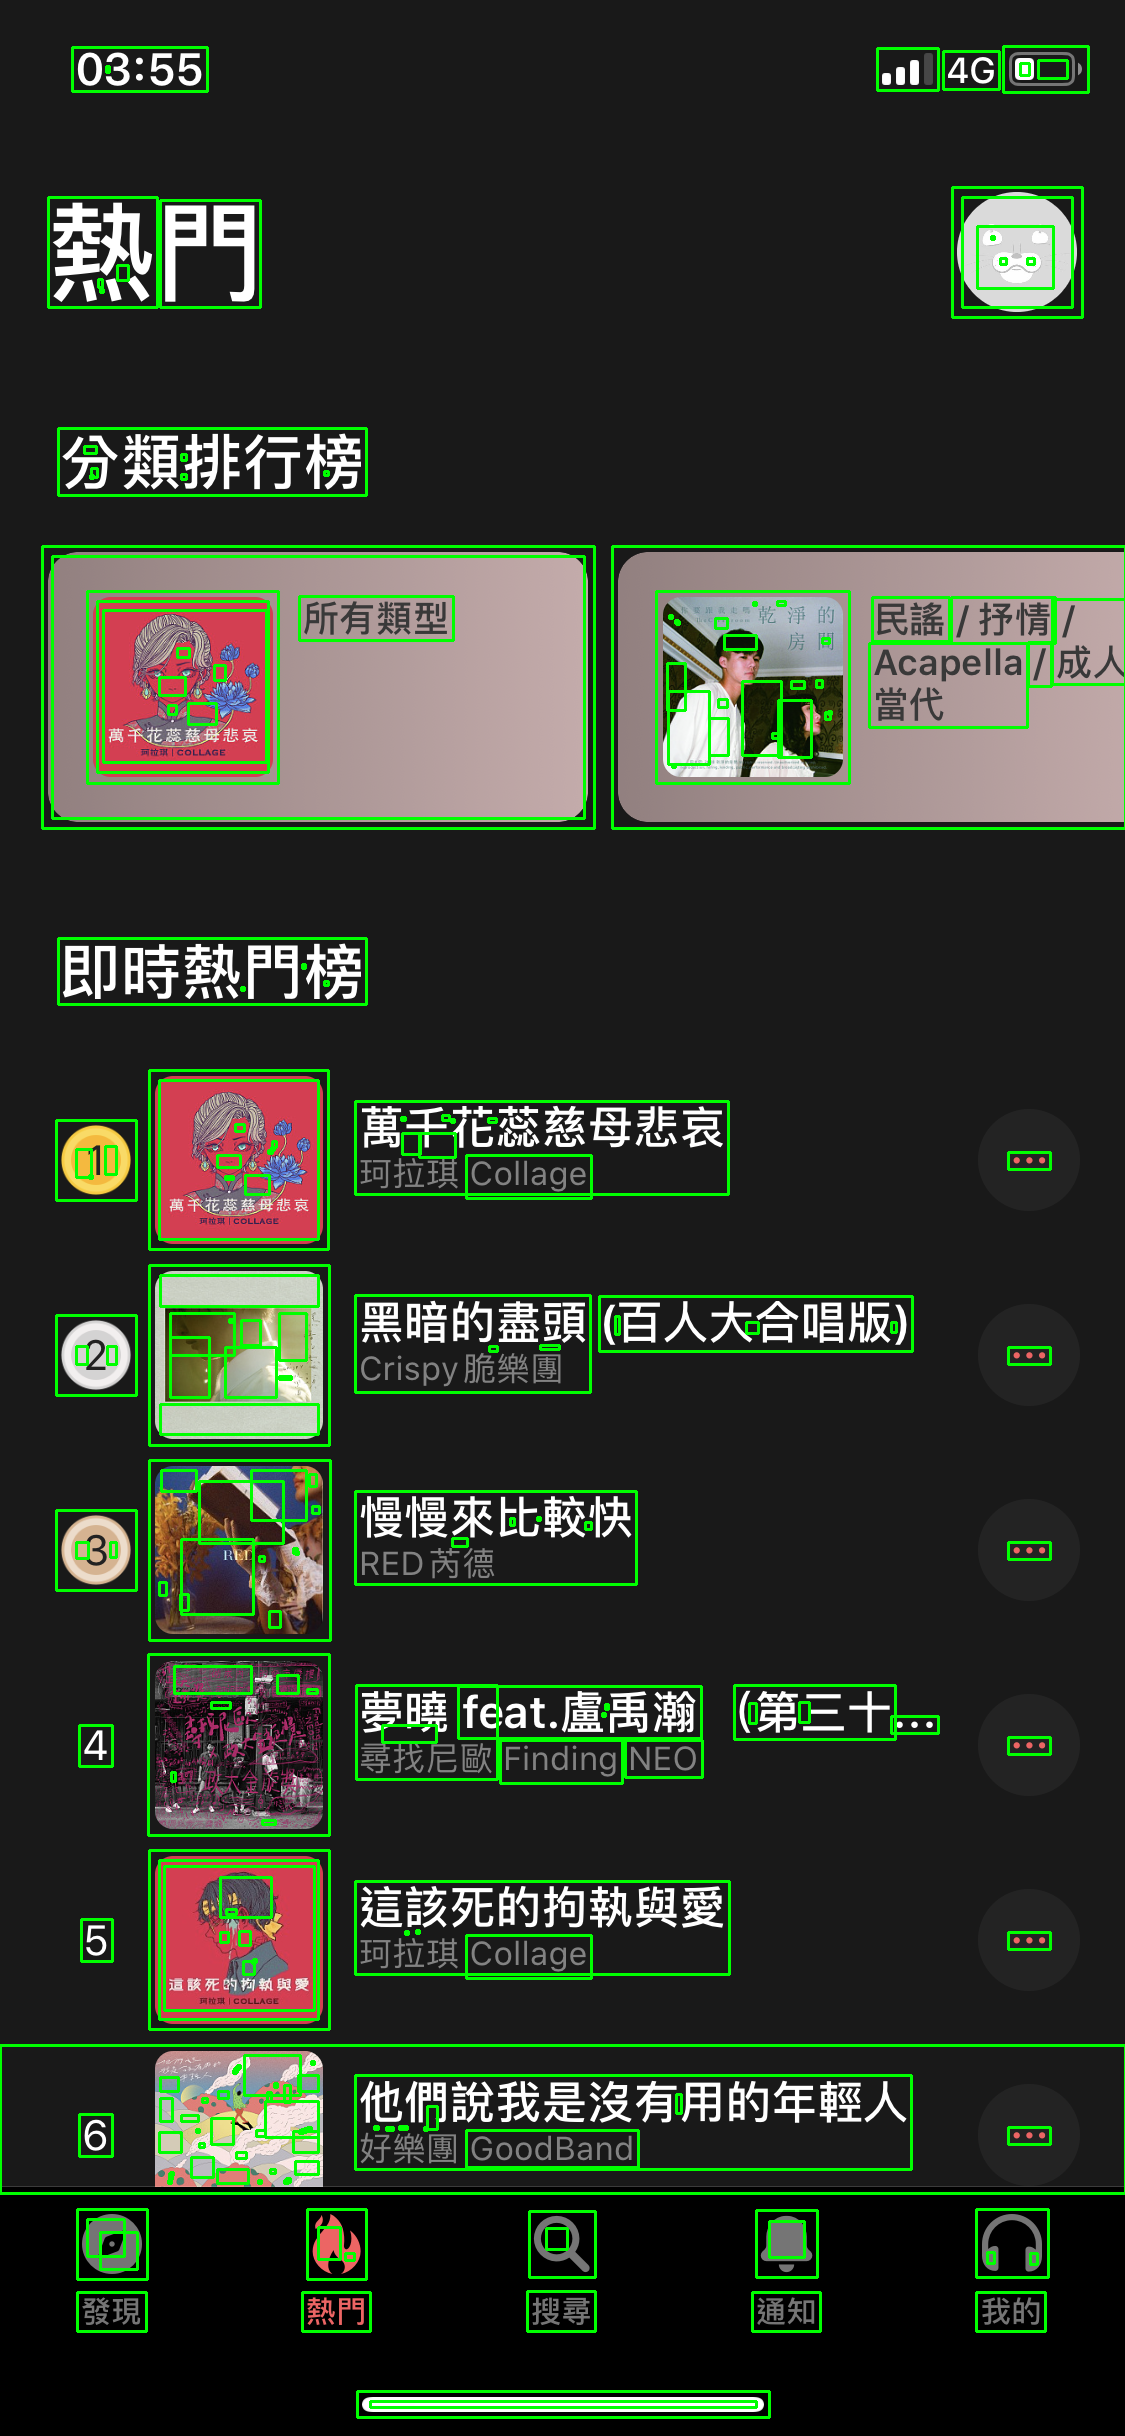 03:55 4G
熱門
分類排行榜
所有類型
萬千花蕊慈母悲哀
珂拉琪 | COLLAGE
乾淨的
房間
民謠 / 抒情 /
Acapella / 成人
當代
即時熱門榜
1
萬千花蕊慈母悲哀
珂拉琪 | COLLAGE
萬千花蕊慈母悲哀
珂拉琪 Collage
2
黑暗的盡頭 (百人大合唱版)
Crispy脆樂團
3
RED
慢慢來比較快
RED 芮德
4
夢曉 feat.盧禹瀚 (第三十...
尋找尼歐 Finding NEO
5
這該死的拘執與愛
珂拉琪 | COLLAGE
這該死的拘執與愛
珂拉琪 Collage
6
他們說我是沒有用的年輕人
好樂團 GoodBand
發現 熱門 搜尋 通知 我的